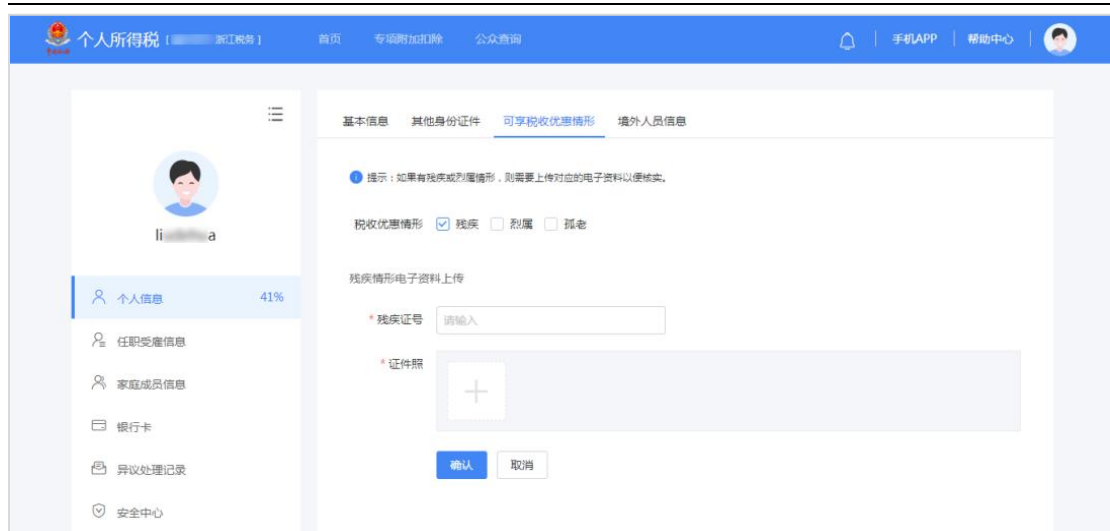 个人所得税 [ 浙江税务 ] 首页 专项附加扣除 公众查询 手机APP 帮助中心
基本信息 其他身份证件 可享税收优惠情形 境外人员信息
提示：如果有残疾或烈属情形，则需要上传对应的电子资料以便核实。
税收优惠情形 残疾 烈属 孤老
li a
残疾情形电子资料上传
个人信息 41%
*残疾证号 请输入
任职受雇信息
*证件照
家庭成员信息
银行卡
确认 取消
异议处理记录
安全中心